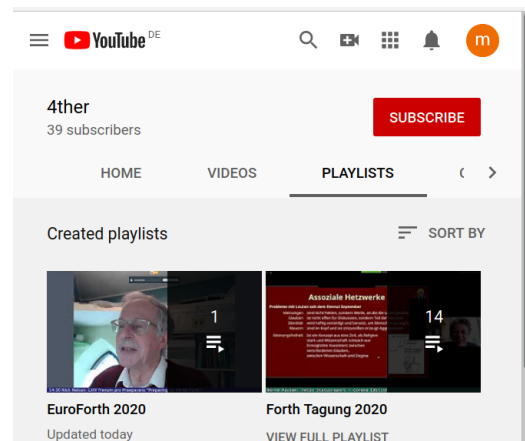 YouTube DE
m
4ther
39 subscribers
SUBSCRIBE
HOME VIDEOS PLAYLISTS
Created playlists
SORT BY
1
Assoziale Hetzwerke
14
EuroForth 2020
Updated today
Forth Tagung 2020
VIEW FULL PLAYLIST